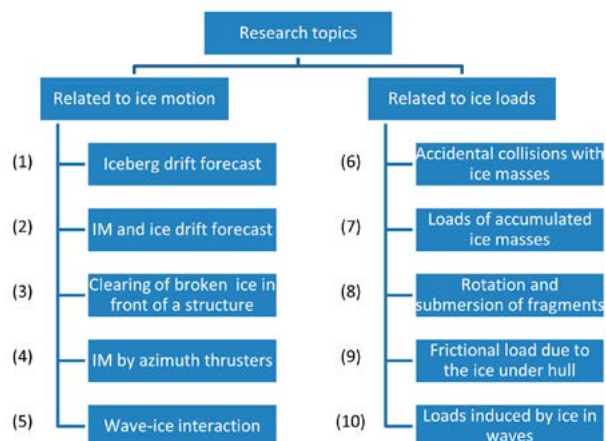 Research topics
Related to ice motion
(1) Iceberg drift forecast
(2) IM and ice drift forecast
(3) Clearing of broken ice in
front of a structure
(4) IM by azimuth thrusters
(5) Wave-ice interaction
Related to ice loads
(6) Accidental collisions with
ice masses
(7) Loads of accumulated
ice masses
(8) Rotation and
submersion of fragments
(9) Frictional load due to
the ice under hull
(10) Loads induced by ice in
waves